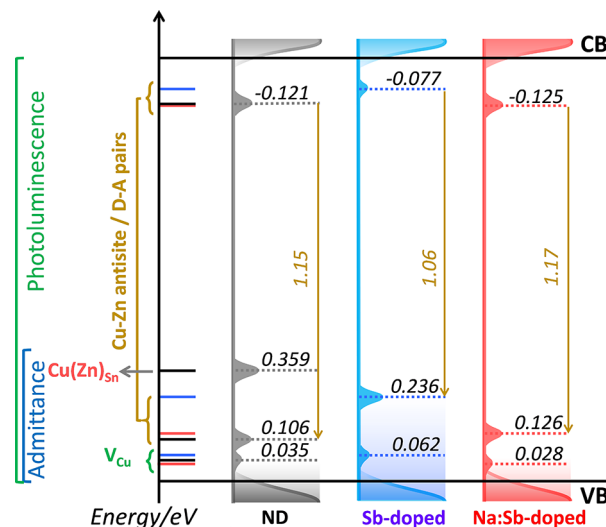 CB
-0.121
-0.077
-0.125
Photoluminescence
Cu-Zn antisite / D-A pairs
1.15
1.06
1.17
Admittance
Cu(Zn)Sn
0.359
0.236
0.106
0.126
VCu
0.035
0.062
0.028
VB
Energy/eV
ND
Sb-doped
Na:Sb-doped